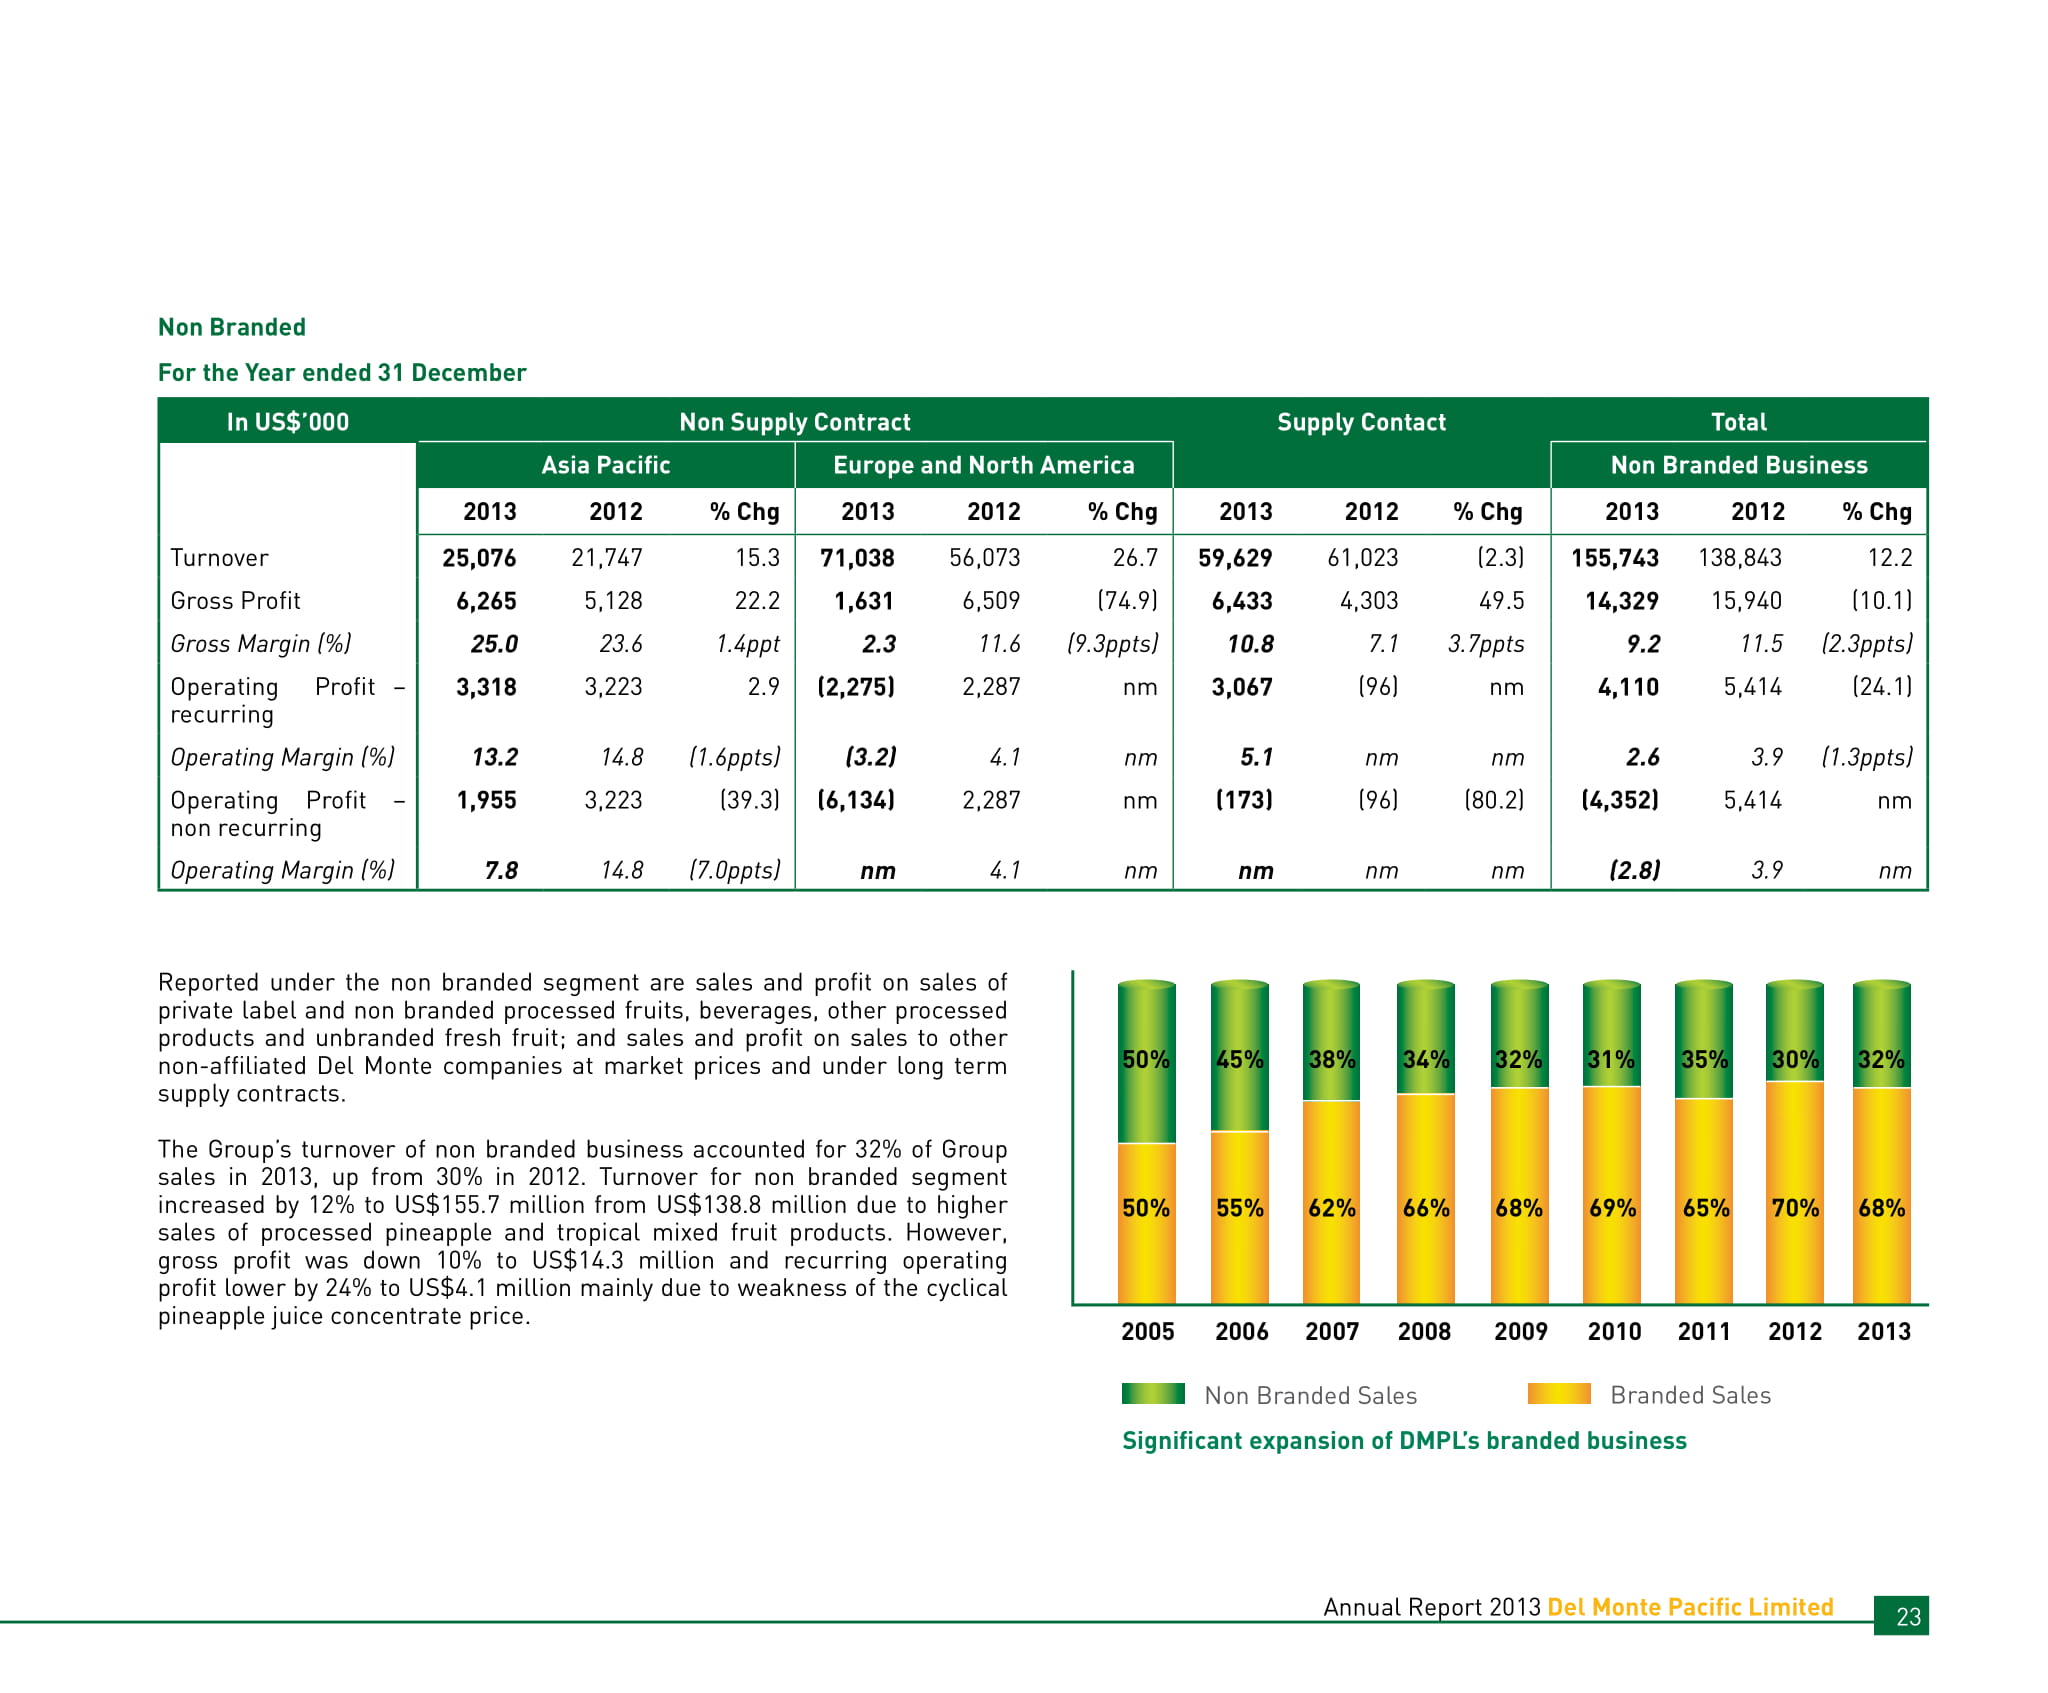 Non Branded
For the Year ended 31 December
In US$’000 Non Supply Contract Supply Contact Total
Asia Pacific Europe and North America Non Branded Business
2013 2012 % Chg 2013 2012 % Chg 2013 2012 % Chg 2013 2012 % Chg
Turnover 25,076 21,747 15.3 71,038 56,073 26.7 59,629 61,023 (2.3) 155,743 138,843 12.2
Gross Profit 6,265 5,128 22.2 1,631 6,509 (74.9) 6,433 4,303 49.5 14,329 15,940 (10.1)
Gross Margin (%) 25.0 23.6 1.4ppt 2.3 11.6 (9.3ppts) 10.8 7.1 3.7ppts 9.2 11.5 (2.3ppts)
Operating Profit – 3,318 3,223 2.9 (2,275) 2,287 nm 3,067 (96) nm 4,110 5,414 (24.1)
recurring
Operating Margin (%) 13.2 14.8 (1.6ppts) (3.2) 4.1 nm 5.1 nm nm 2.6 3.9 (1.3ppts)
Operating Profit – 1,955 3,223 (39.3) (6,134) 2,287 nm (173) (96) (80.2) (4,352) 5,414 nm
non recurring
Operating Margin (%) 7.8 14.8 (7.0ppts) nm 4.1 nm nm nm nm (2.8) 3.9 nm
Reported under the non branded segment are sales and profit on sales of
private label and non branded processed fruits, beverages, other processed
products and unbranded fresh fruit; and sales and profit on sales to other
non-affiliated Del Monte companies at market prices and under long term
supply contracts.
The Group’s turnover of non branded business accounted for 32% of Group
sales in 2013, up from 30% in 2012. Turnover for non branded segment
increased by 12% to US$155.7 million from US$138.8 million due to higher
sales of processed pineapple and tropical mixed fruit products. However,
gross profit was down 10% to US$14.3 million and recurring operating
profit lower by 24% to US$4.1 million mainly due to weakness of the cyclical
pineapple juice concentrate price.
50% 45% 38% 34% 32% 31% 35% 30% 32%
50% 55% 62% 66% 68% 69% 65% 70% 68%
2005 2006 2007 2008 2009 2010 2011 2012 2013
Non Branded Sales Branded Sales
Significant expansion of DMPL’s branded business
Annual Report 2013 Del Monte Pacific Limited 23